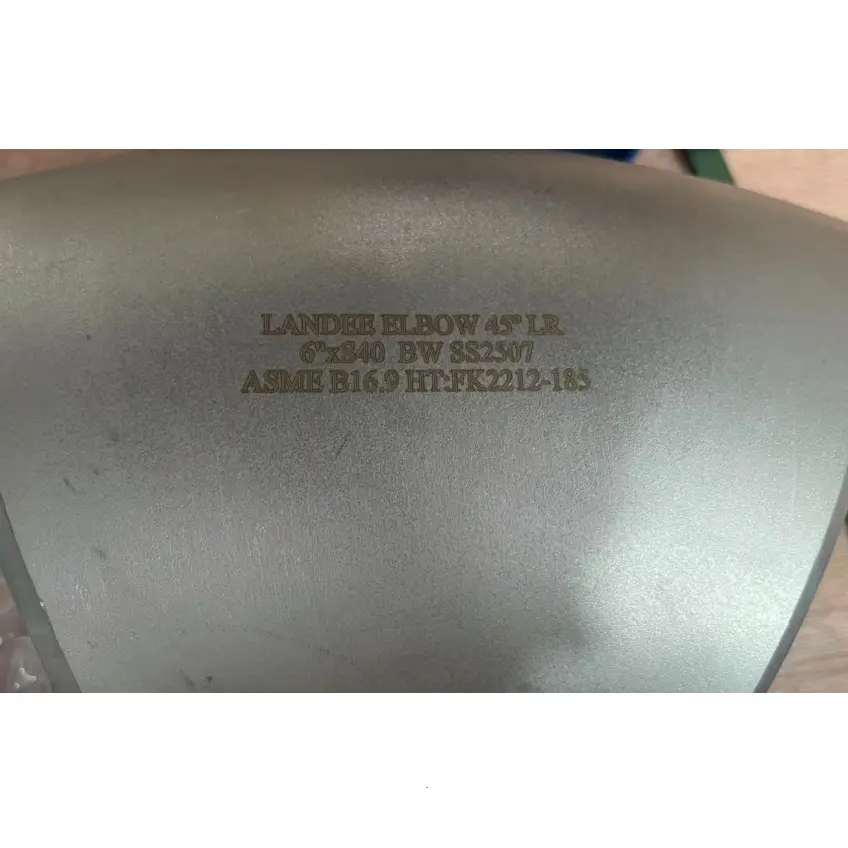 LANDEE ELBOW 45° LR
6"xS40 BW SS2507
ASME B16.9 HT:FK2212-185